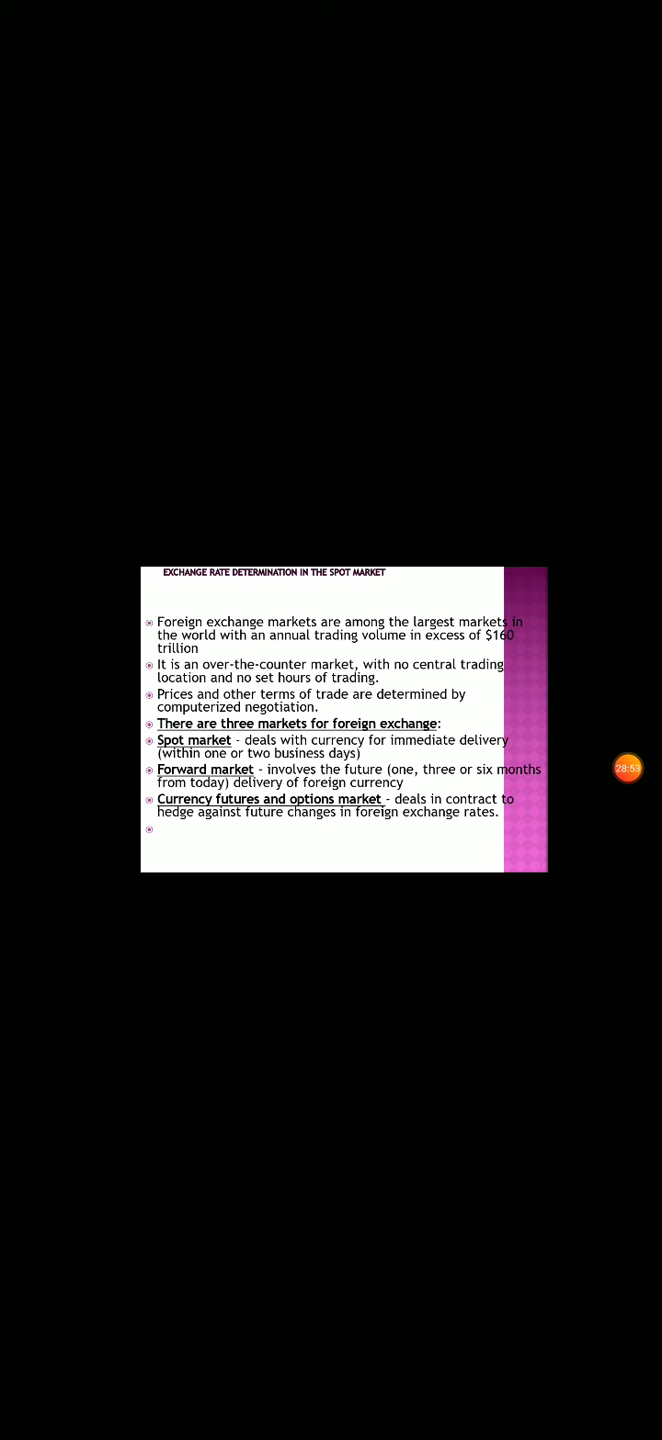 EXCHANGE RATE DETERMINATION IN THE SPOT MARKET
Foreign exchange markets are among the largest markets in
the world with an annual trading volume in excess of $160
trillion
It is an over-the-counter market, with no central trading
location and no set hours of trading.
Prices and other terms of trade are determined by
computerized negotiation.
There are three markets for foreign exchange:
Spot market - deals with currency for immediate delivery
(within one or two business days)
Forward market - involves the future (one, three or six months
from today) delivery of foreign currency
Currency futures and options market - deals in contract to
hedge against future changes in foreign exchange rates.
28:53